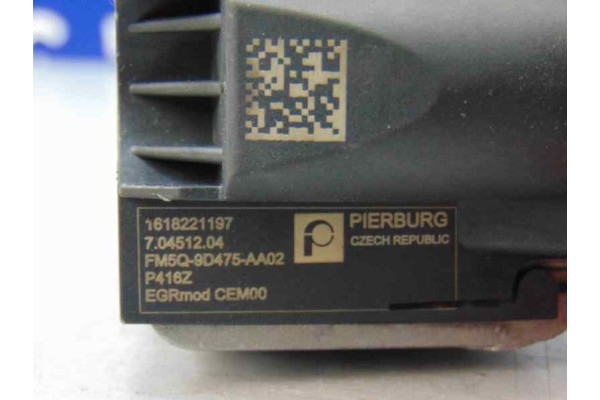 1618221197
7.04512.04
FM5Q-9D475-AA02
P416Z
EGRmod CEM00
PIERBURG
CZECH REPUBLIC